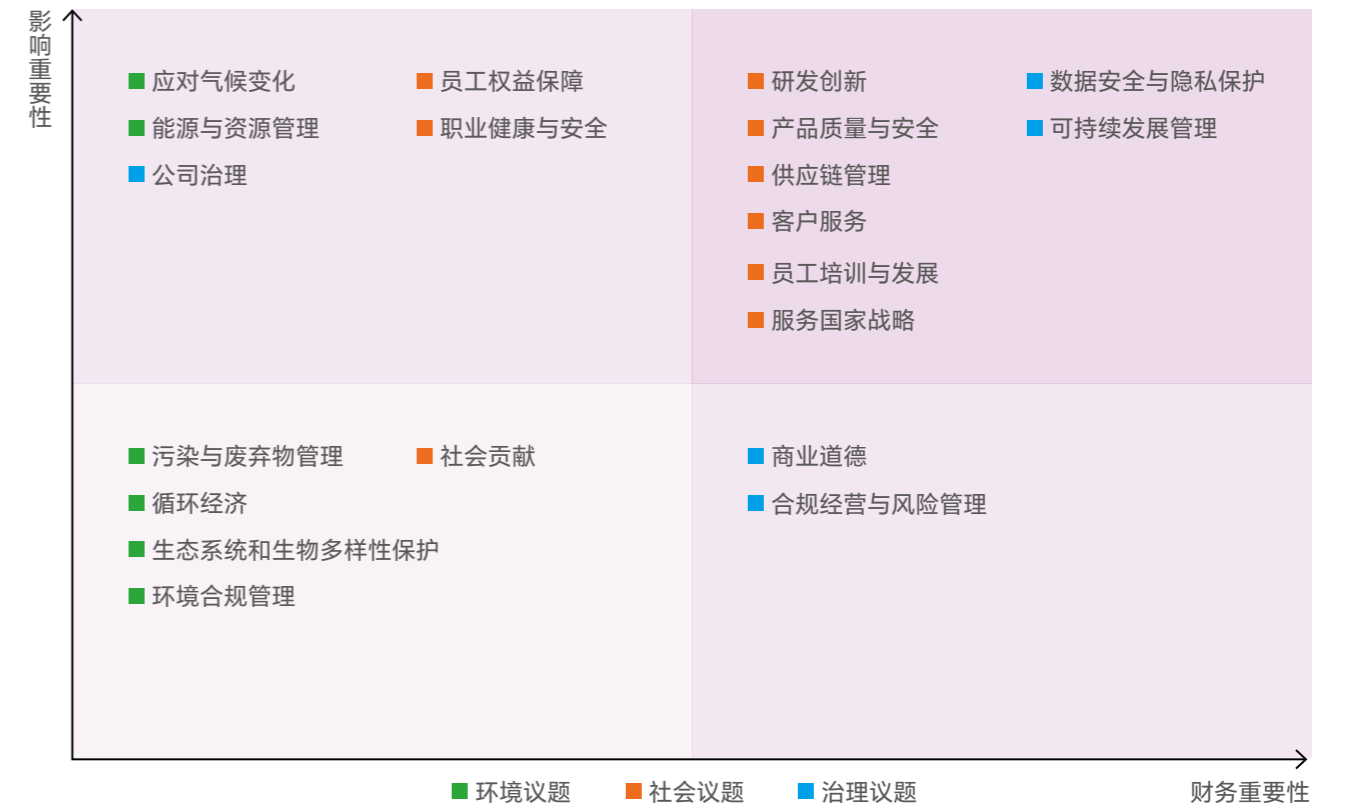 影响重要性
应对气候变化
能源与资源管理
公司治理
员工权益保障
职业健康与安全
研发创新
产品质量与安全
供应链管理
客户服务
员工培训与发展
服务国家战略
数据安全与隐私保护
可持续发展管理
污染与废弃物管理
循环经济
生态系统和生物多样性保护
环境合规管理
社会贡献
商业道德
合规经营与风险管理
环境议题
社会议题
治理议题
财务重要性